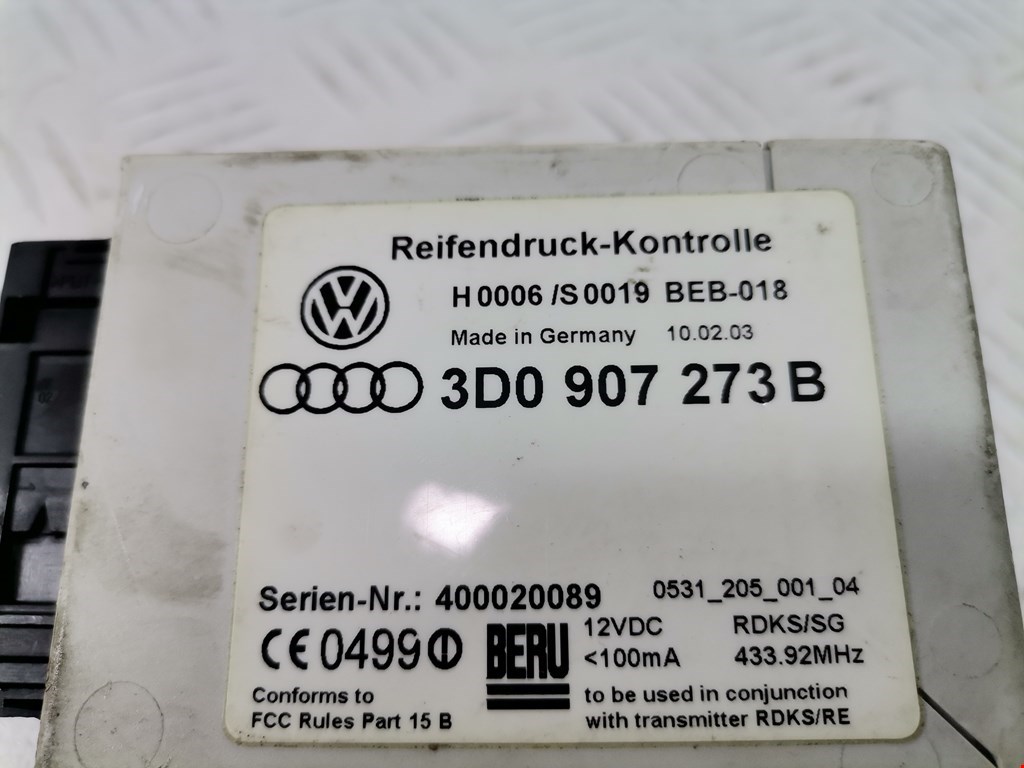 Reifendruck-Kontrolle
H0006 /S0019 BEB-018
Made in Germany 10.02.03
3D0 907 273 B
Serien-Nr.: 400020089 0531_205_001_04
CE 0499 BERU 12VDC RDKS/SG
<100mA 433.92MHz
Conforms to to be used in conjunction
FCC Rules Part 15 B with transmitter RDKS/RE